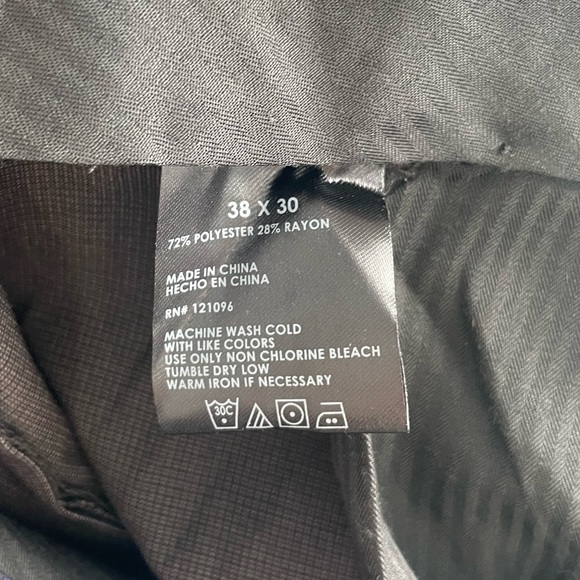 38 X 30
72% POLYESTER 28% RAYON
MADE IN CHINA
HECHO EN CHINA
RN# 121096
MACHINE WASH COLD
WITH LIKE COLORS
USE ONLY NON CHLORINE BLEACH
TUMBLE DRY LOW
WARM IRON IF NECESSARY
30C